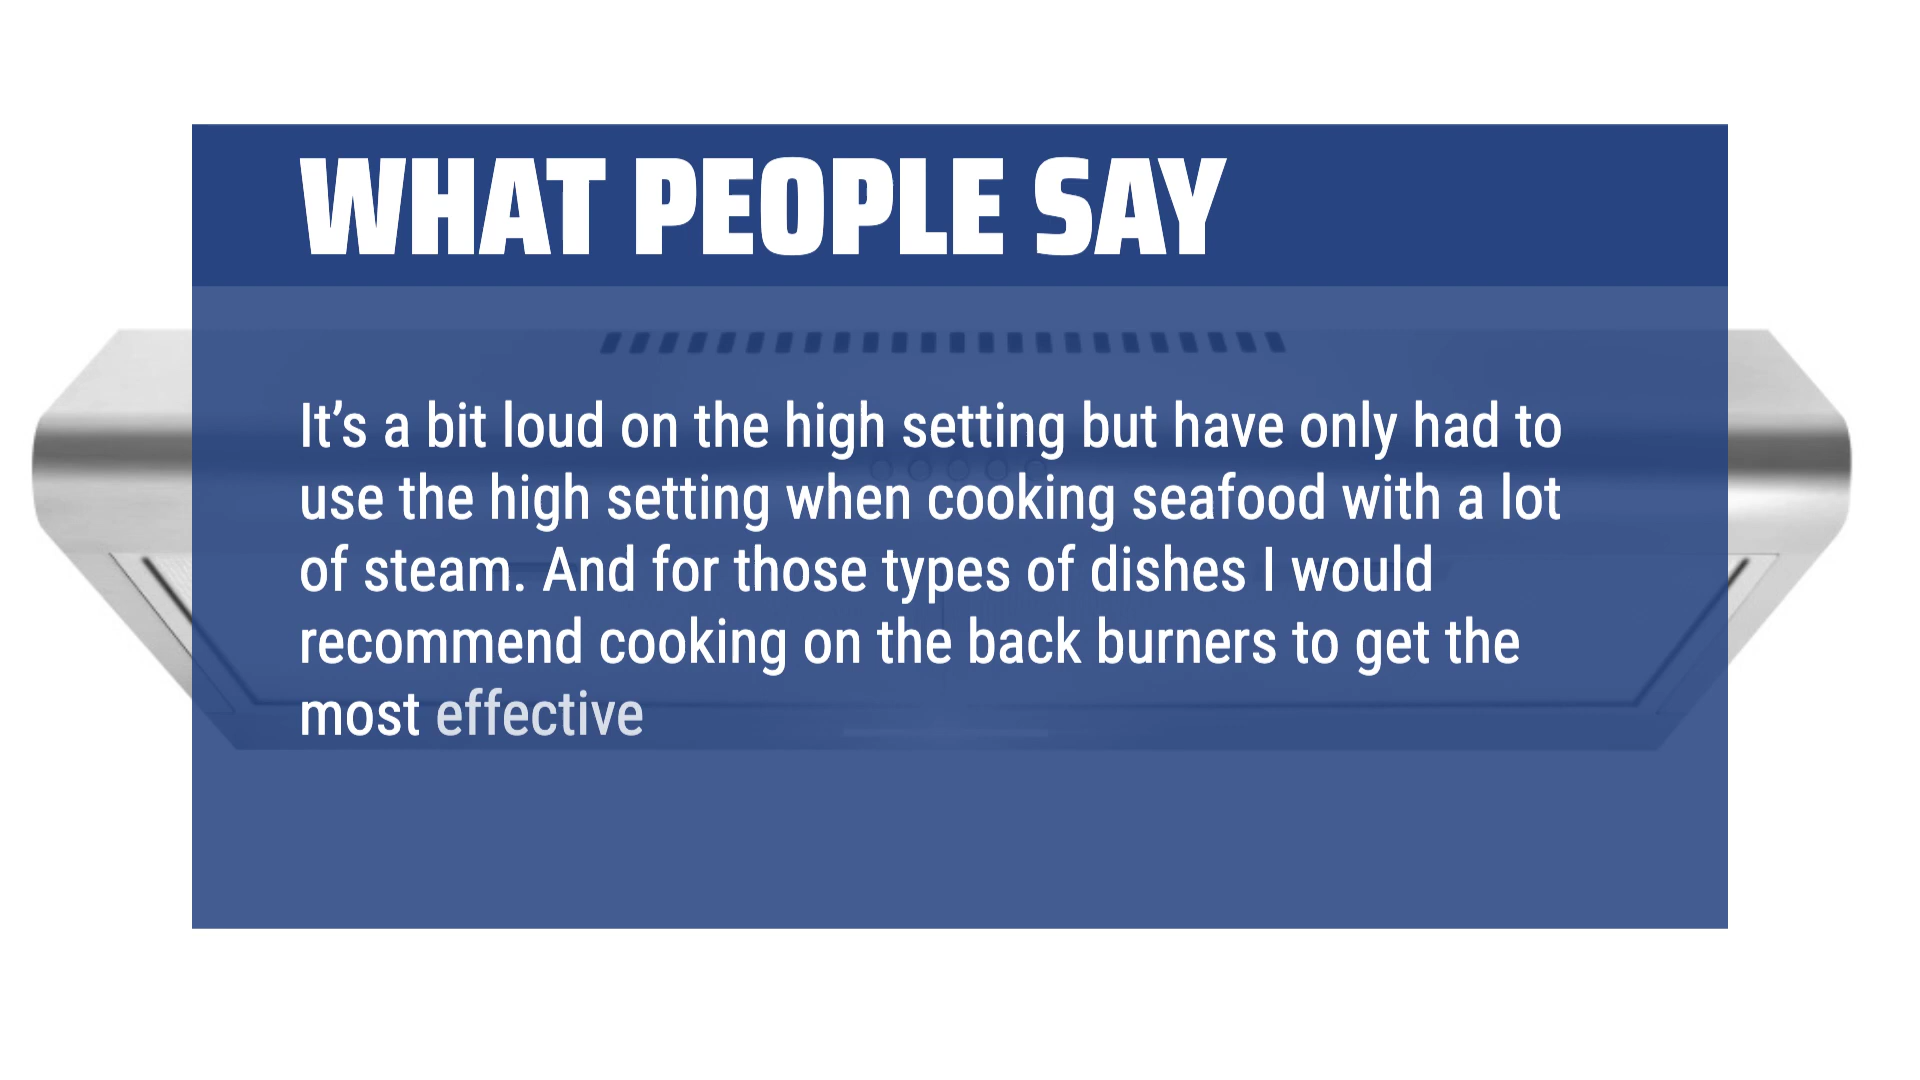 WHAT PEOPLE SAY
It’s a bit loud on the high setting but have only had to
use the high setting when cooking seafood with a lot
of steam. And for those types of dishes I would
recommend cooking on the back burners to get the
most effective